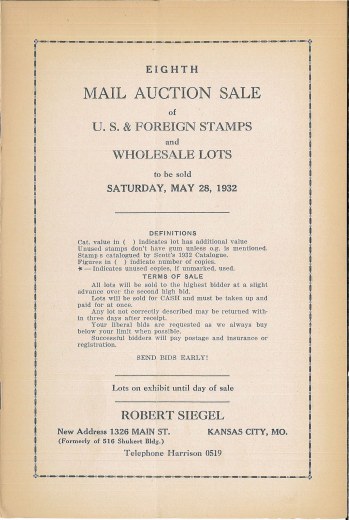 EIGHTH
MAIL AUCTION SALE
of
U. S. & FOREIGN STAMPS
and
WHOLESALE LOTS
to be sold
SATURDAY, MAY 28, 1932
DEFINITIONS
Cat. value in ( ) indicates lot has additional value
Unused stamps don't have gum unless o.g. is mentioned.
Stamps catalogued by Scott's 1932 Catalogue.
Figures in ( ) indicate number of copies.
*—Indicates unused copies, if unmarked, used.
TERMS OF SALE
All lots will be sold to the highest bidder at a slight
advance over the second high bid.
Lots will be sold for CASH and must be taken up and
paid for at once.
Any lot not correctly described may be returned with-
in three days after receipt.
Your liberal bids are requested as we always buy
below your limit when possible.
Successful bidders will pay postage and insurance or
registration.
SEND BIDS EARLY!
Lots on exhibit until day of sale
ROBERT SIEGEL
New Address 1326 MAIN ST. KANSAS CITY, MO.
(Formerly of 516 Shukert Bldg.)
Telephone Harrison 0519